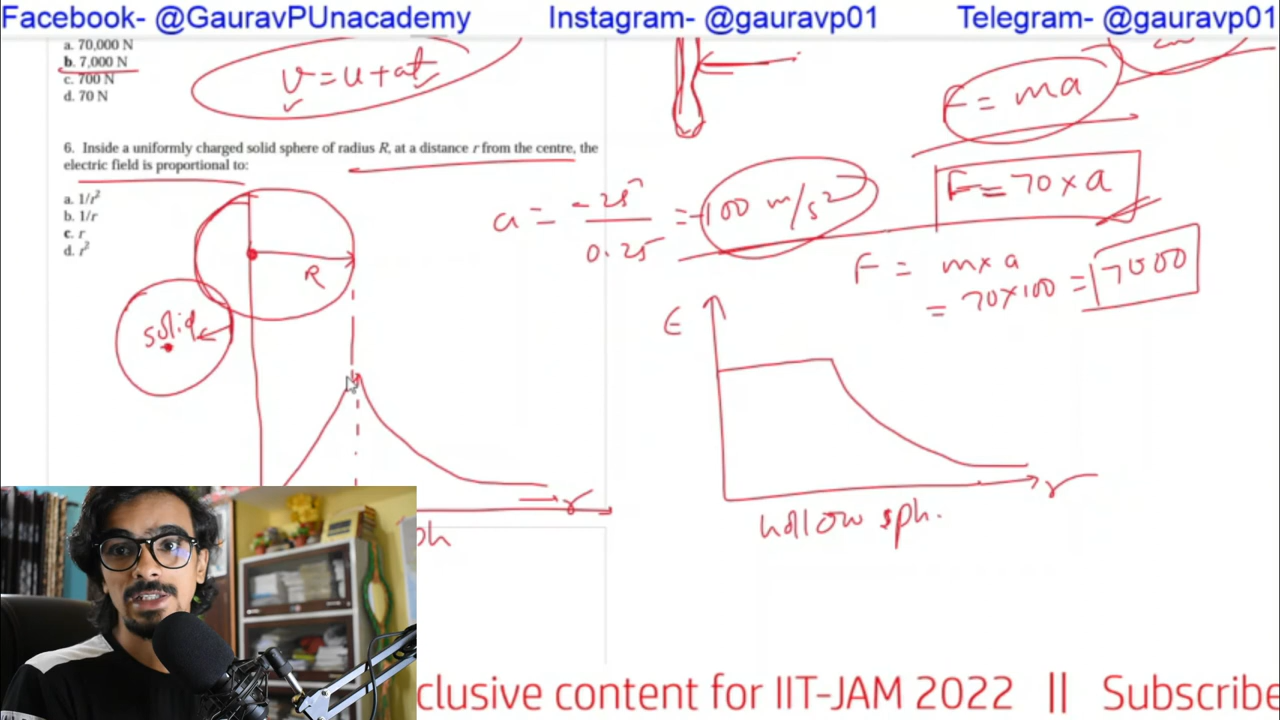 Facebook- @GauravPUnacademy Instagram- @gauravp01 Telegram- @gauravp01
a. 70,000 N
b. 7,000 N
c. 700 N
d. 70 N
v = u + at
F = ma
6. Inside a uniformly charged solid sphere of radius R, at a distance r from the centre, the
electric field is proportional to:
a. 1/r²
b. 1/r
c. r
d. r²
R
solid
a = -25 / 0.25 = -100 m/s²
F = 70 × a
F = m × a
= 70×100 = 7000
E
r
r
hollow sph.
clusive content for IIT-JAM 2022 || Subscribe